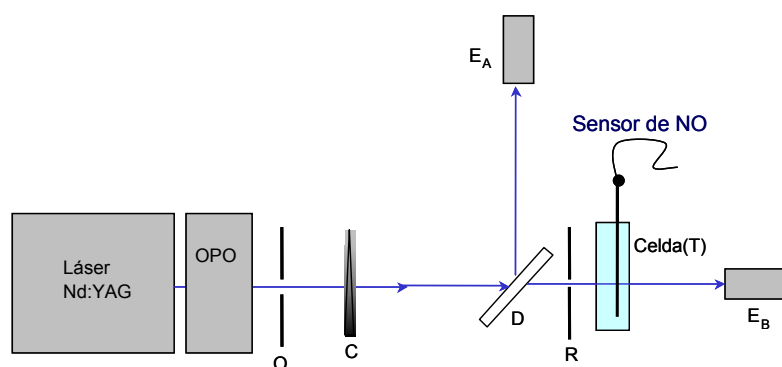 E_A
Sensor de NO
OPO
Láser
Nd:YAG
Celda(T)
O
C
D
R
E_B